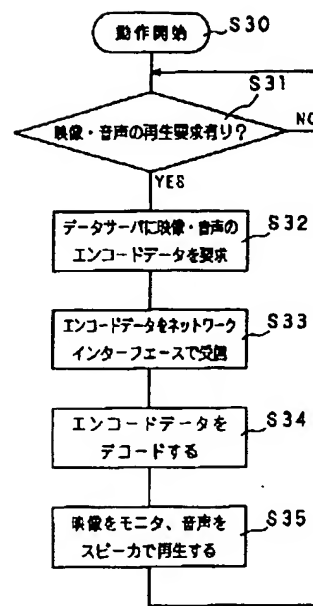 動作開始
S30
S31
映像・音声の再生要求有り?
NO
YES
データサーバに映像・音声の
エンコードデータを要求
S32
エンコードデータをネットワーク
インターフェースで受信
S33
エンコードデータを
デコードする
S34
映像をモニタ、音声を
スピーカで再生する
S35